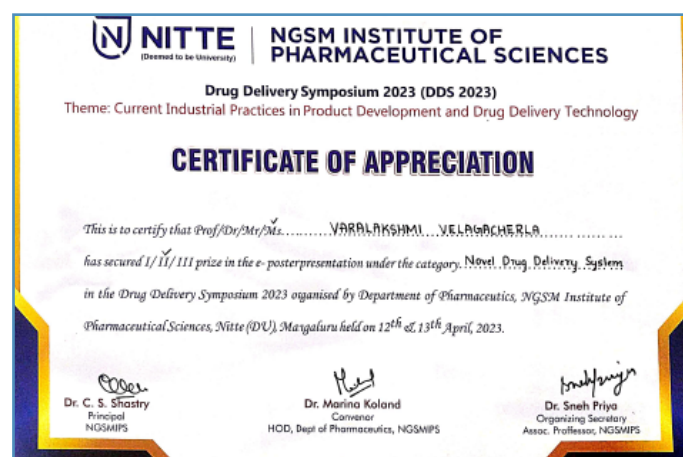 N NITTE
(Deemed to be University)
NGSM INSTITUTE OF
PHARMACEUTICAL SCIENCES
Drug Delivery Symposium 2023 (DDS 2023)
Theme: Current Industrial Practices in Product Development and Drug Delivery Technology
CERTIFICATE OF APPRECIATION
This is to certify that Prof/Dr/Mr/Ms. VARALAKSHMI VELAGACHERLA
has secured I/II/III prize in the e-posterpresentation under the category. Novel Drug Delivery System
in the Drug Delivery Symposium 2023 organised by Department of Pharmaceutics, NGSM Institute of
Pharmaceutical Sciences, Nitte (DU), Mangaluru held on 12th & 13th April, 2023.
Dr. C. S. Shastry
Principal
NGSMIPS
Dr. Marina Koland
Convenor
HOD, Dept of Pharmaceutics, NGSMIPS
Sneh priya
Dr. Sneh Priya
Organizing Secretary
Assoc. Proffessor, NGSMIPS